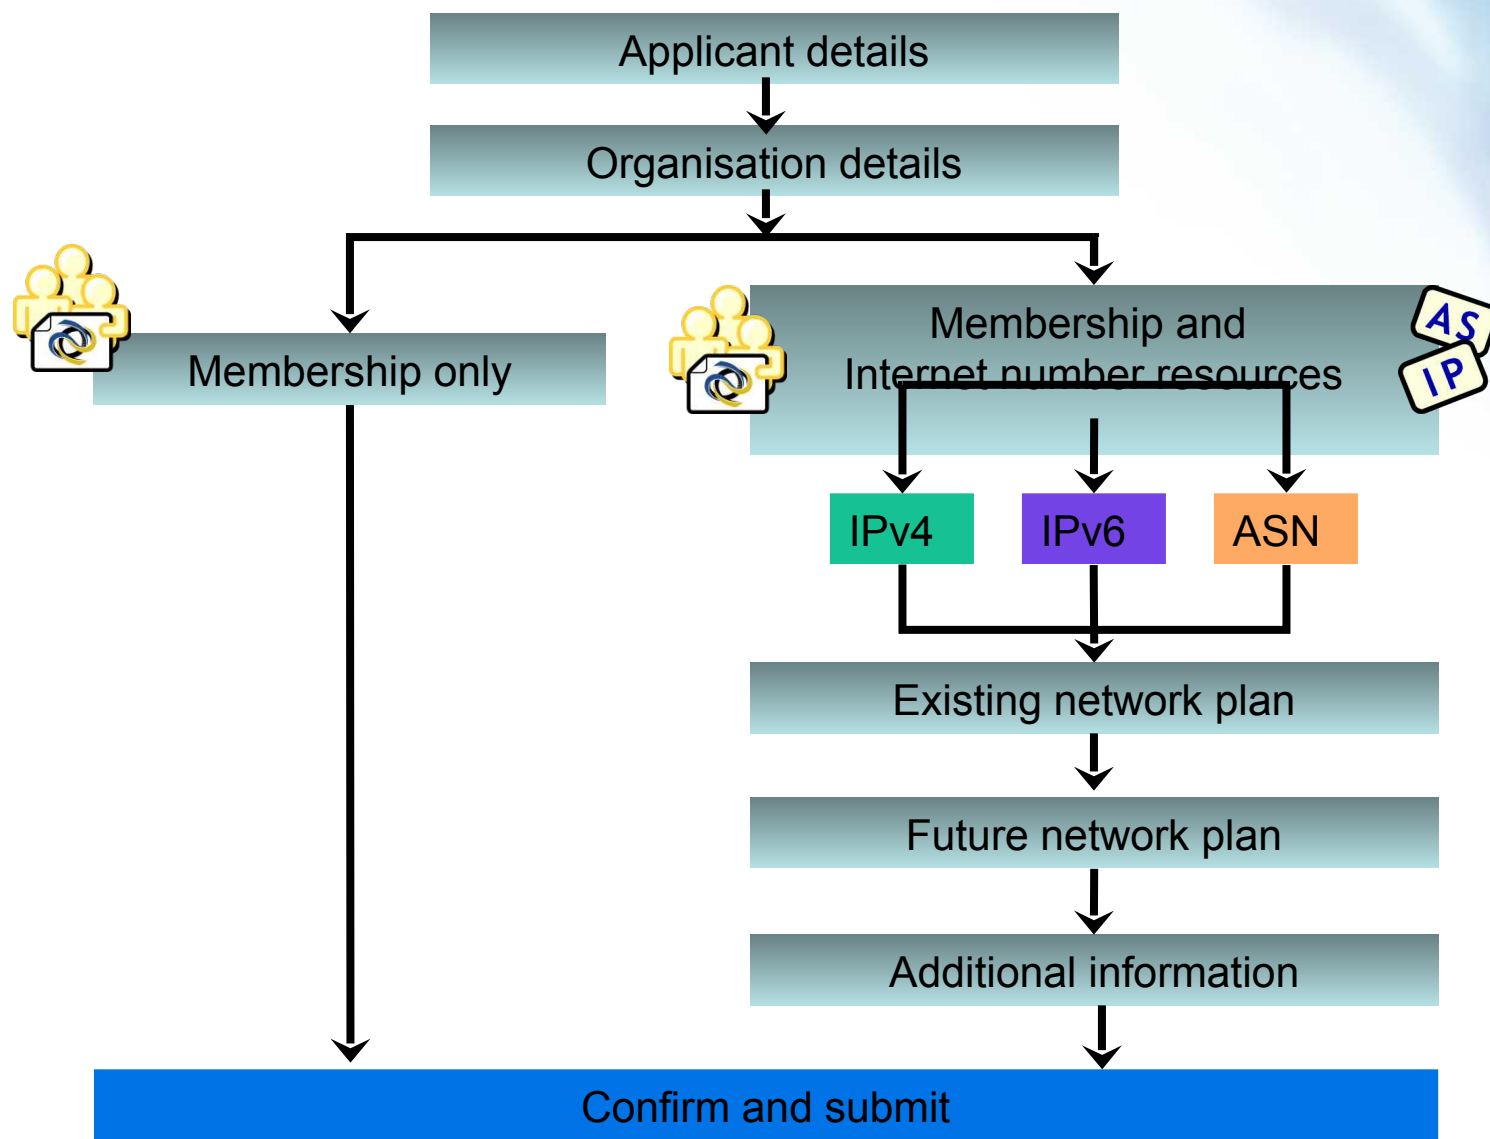 Applicant details
Organisation details
Membership only
Membership and
Internet number resources
AS
IP
IPv4
IPv6
ASN
Existing network plan
Future network plan
Additional information
Confirm and submit